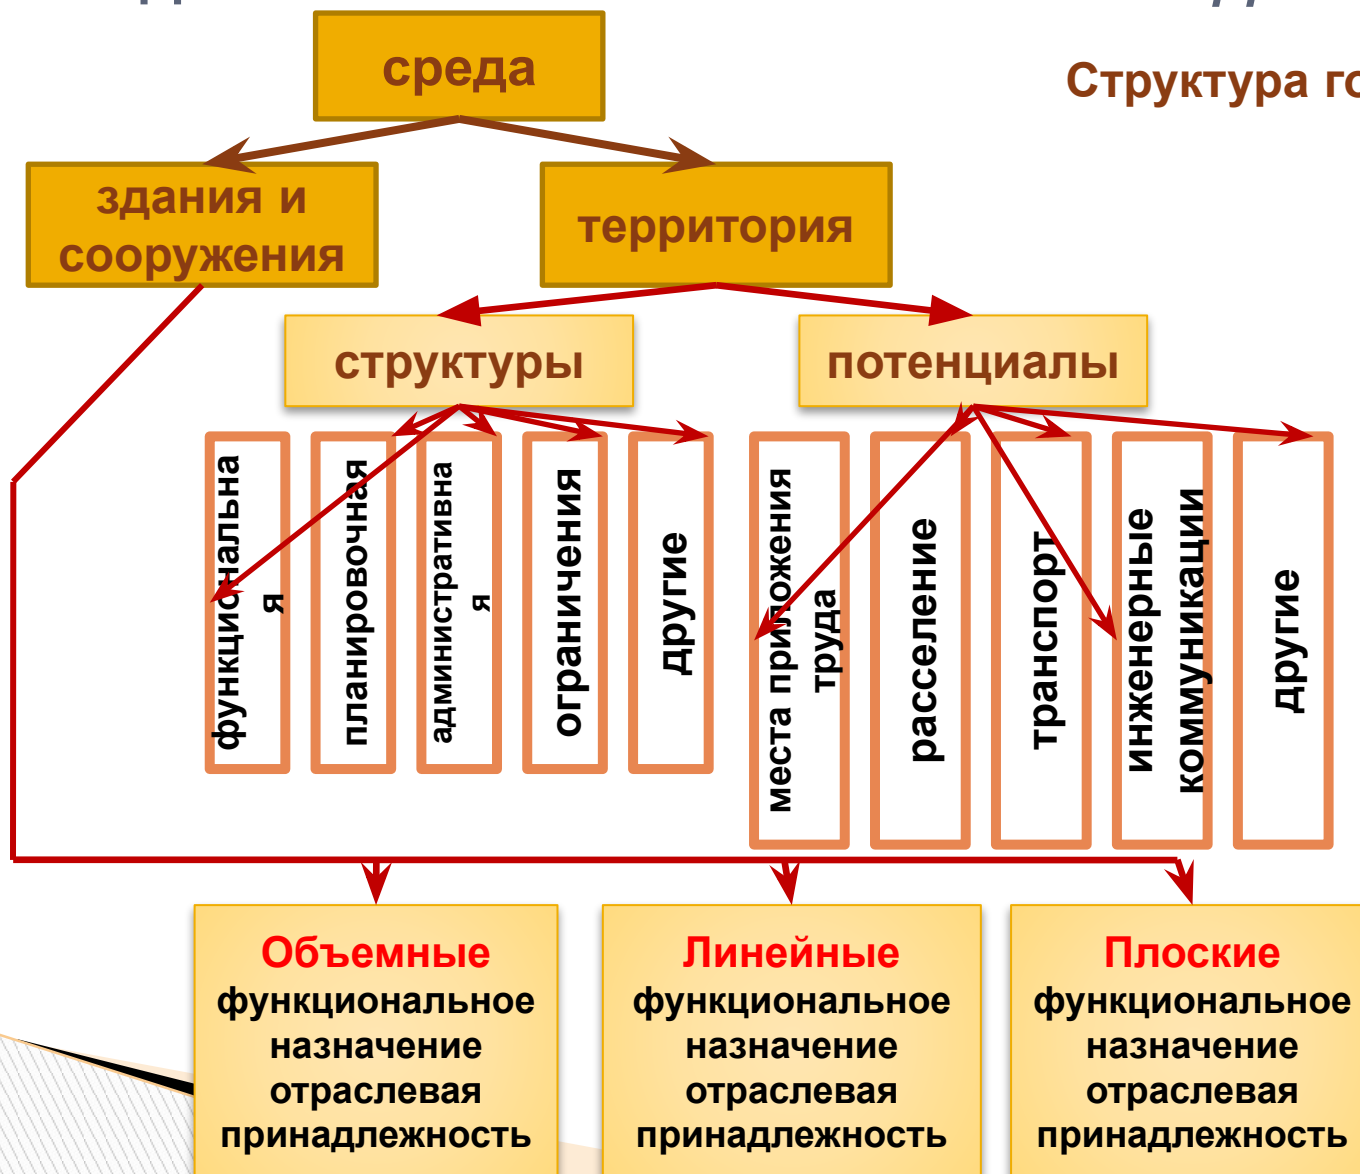 среда
Структура го
здания и
сооружения
территория
структуры
потенциалы
функциональна
я
планировочная
административна
я
ограничения
другие
места приложения
труда
расселение
транспорт
инженерные
коммуникации
другие
Объемные
функциональное
назначение
отраслевая
принадлежность
Линейные
функциональное
назначение
отраслевая
принадлежность
Плоские
функциональное
назначение
отраслевая
принадлежность